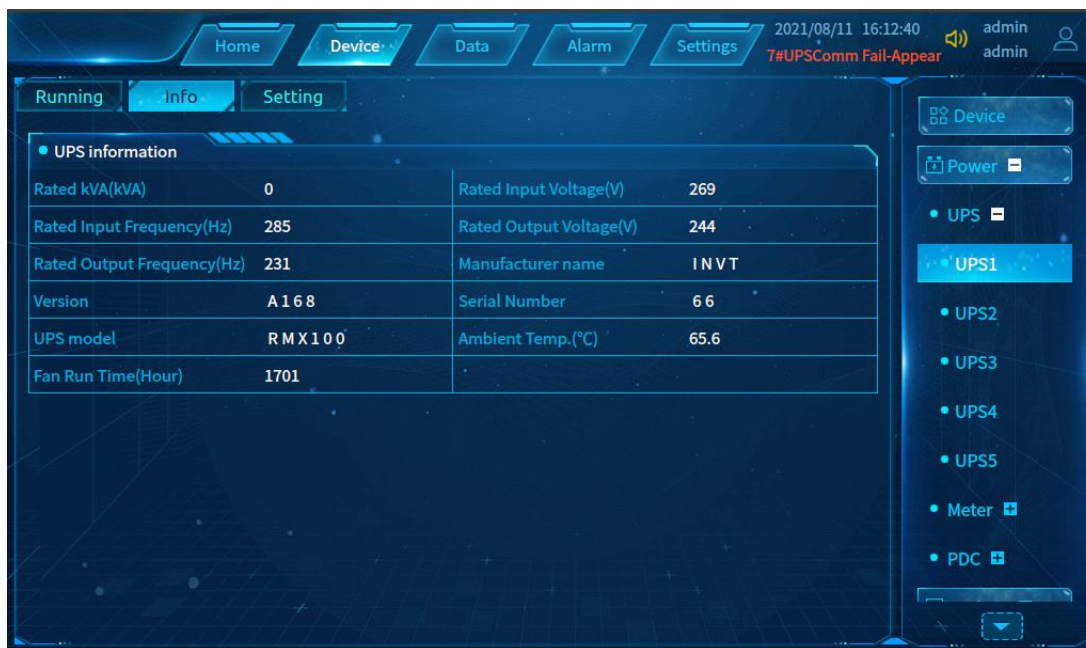 Home Device Data Alarm Settings 2021/08/11 16:12:40 admin
7#UPSComm Fail-Appear admin
Running Info Setting
UPS information
Rated kVA(kVA) 0 Rated Input Voltage(V) 269
Rated Input Frequency(Hz) 285 Rated Output Voltage(V) 244
Rated Output Frequency(Hz) 231 Manufacturer name INVT
Version A168 Serial Number 66
UPS model RMX100 Ambient Temp.(°C) 65.6
Fan Run Time(Hour) 1701
Device
Power
UPS
UPS1
UPS2
UPS3
UPS4
UPS5
Meter
PDC